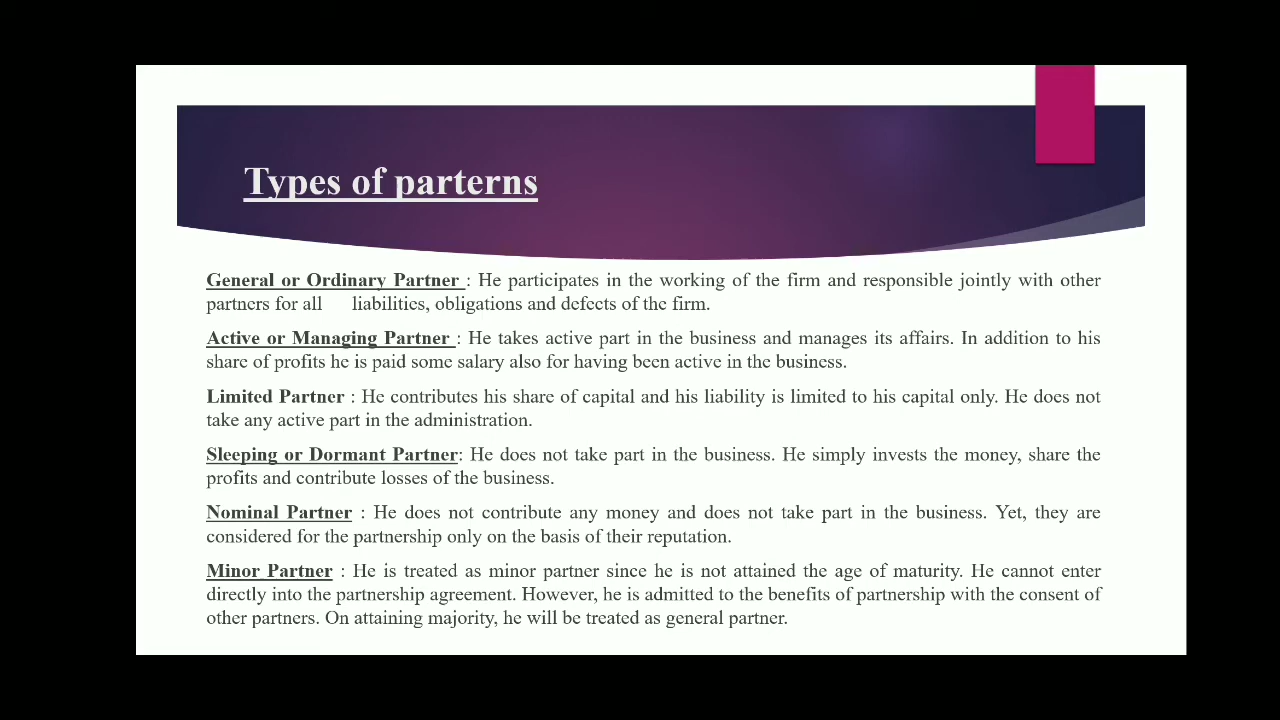 Types of parterns
General or Ordinary Partner : He participates in the working of the firm and responsible jointly with other
partners for all liabilities, obligations and defects of the firm.
Active or Managing Partner : He takes active part in the business and manages its affairs. In addition to his
share of profits he is paid some salary also for having been active in the business.
Limited Partner : He contributes his share of capital and his liability is limited to his capital only. He does not
take any active part in the administration.
Sleeping or Dormant Partner: He does not take part in the business. He simply invests the money, share the
profits and contribute losses of the business.
Nominal Partner : He does not contribute any money and does not take part in the business. Yet, they are
considered for the partnership only on the basis of their reputation.
Minor Partner : He is treated as minor partner since he is not attained the age of maturity. He cannot enter
directly into the partnership agreement. However, he is admitted to the benefits of partnership with the consent of
other partners. On attaining majority, he will be treated as general partner.